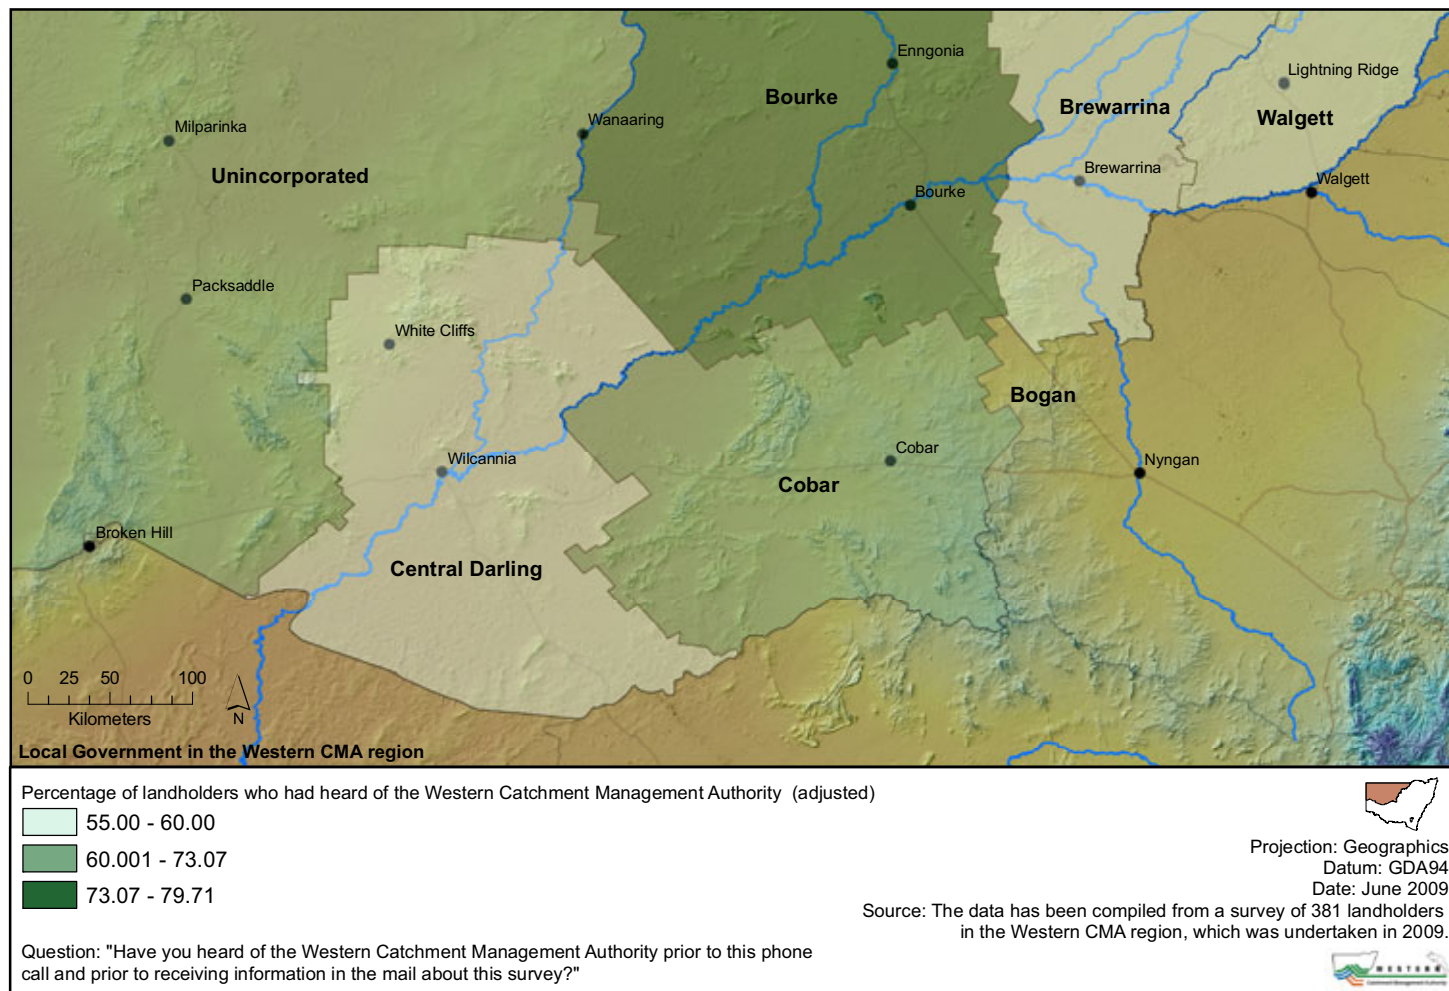 Enngonia
Lightning Ridge
Bourke
Brewarrina
Walgett
Milparinka
Wanaaring
Unincorporated
Brewarrina
Walgett
Bourke
Packsaddle
White Cliffs
Bogan
Wilcannia
Cobar
Nyngan
Cobar
Broken Hill
Central Darling
0 25 50 100
Kilometers
N
Local Government in the Western CMA region
Percentage of landholders who had heard of the Western Catchment Management Authority (adjusted)
55.00 - 60.00
60.001 - 73.07
73.07 - 79.71
Question: "Have you heard of the Western Catchment Management Authority prior to this phone
call and prior to receiving information in the mail about this survey?"
Projection: Geographics
Datum: GDA94
Date: June 2009
Source: The data has been compiled from a survey of 381 landholders
in the Western CMA region, which was undertaken in 2009.
WESTERN
Catchment Management Authority